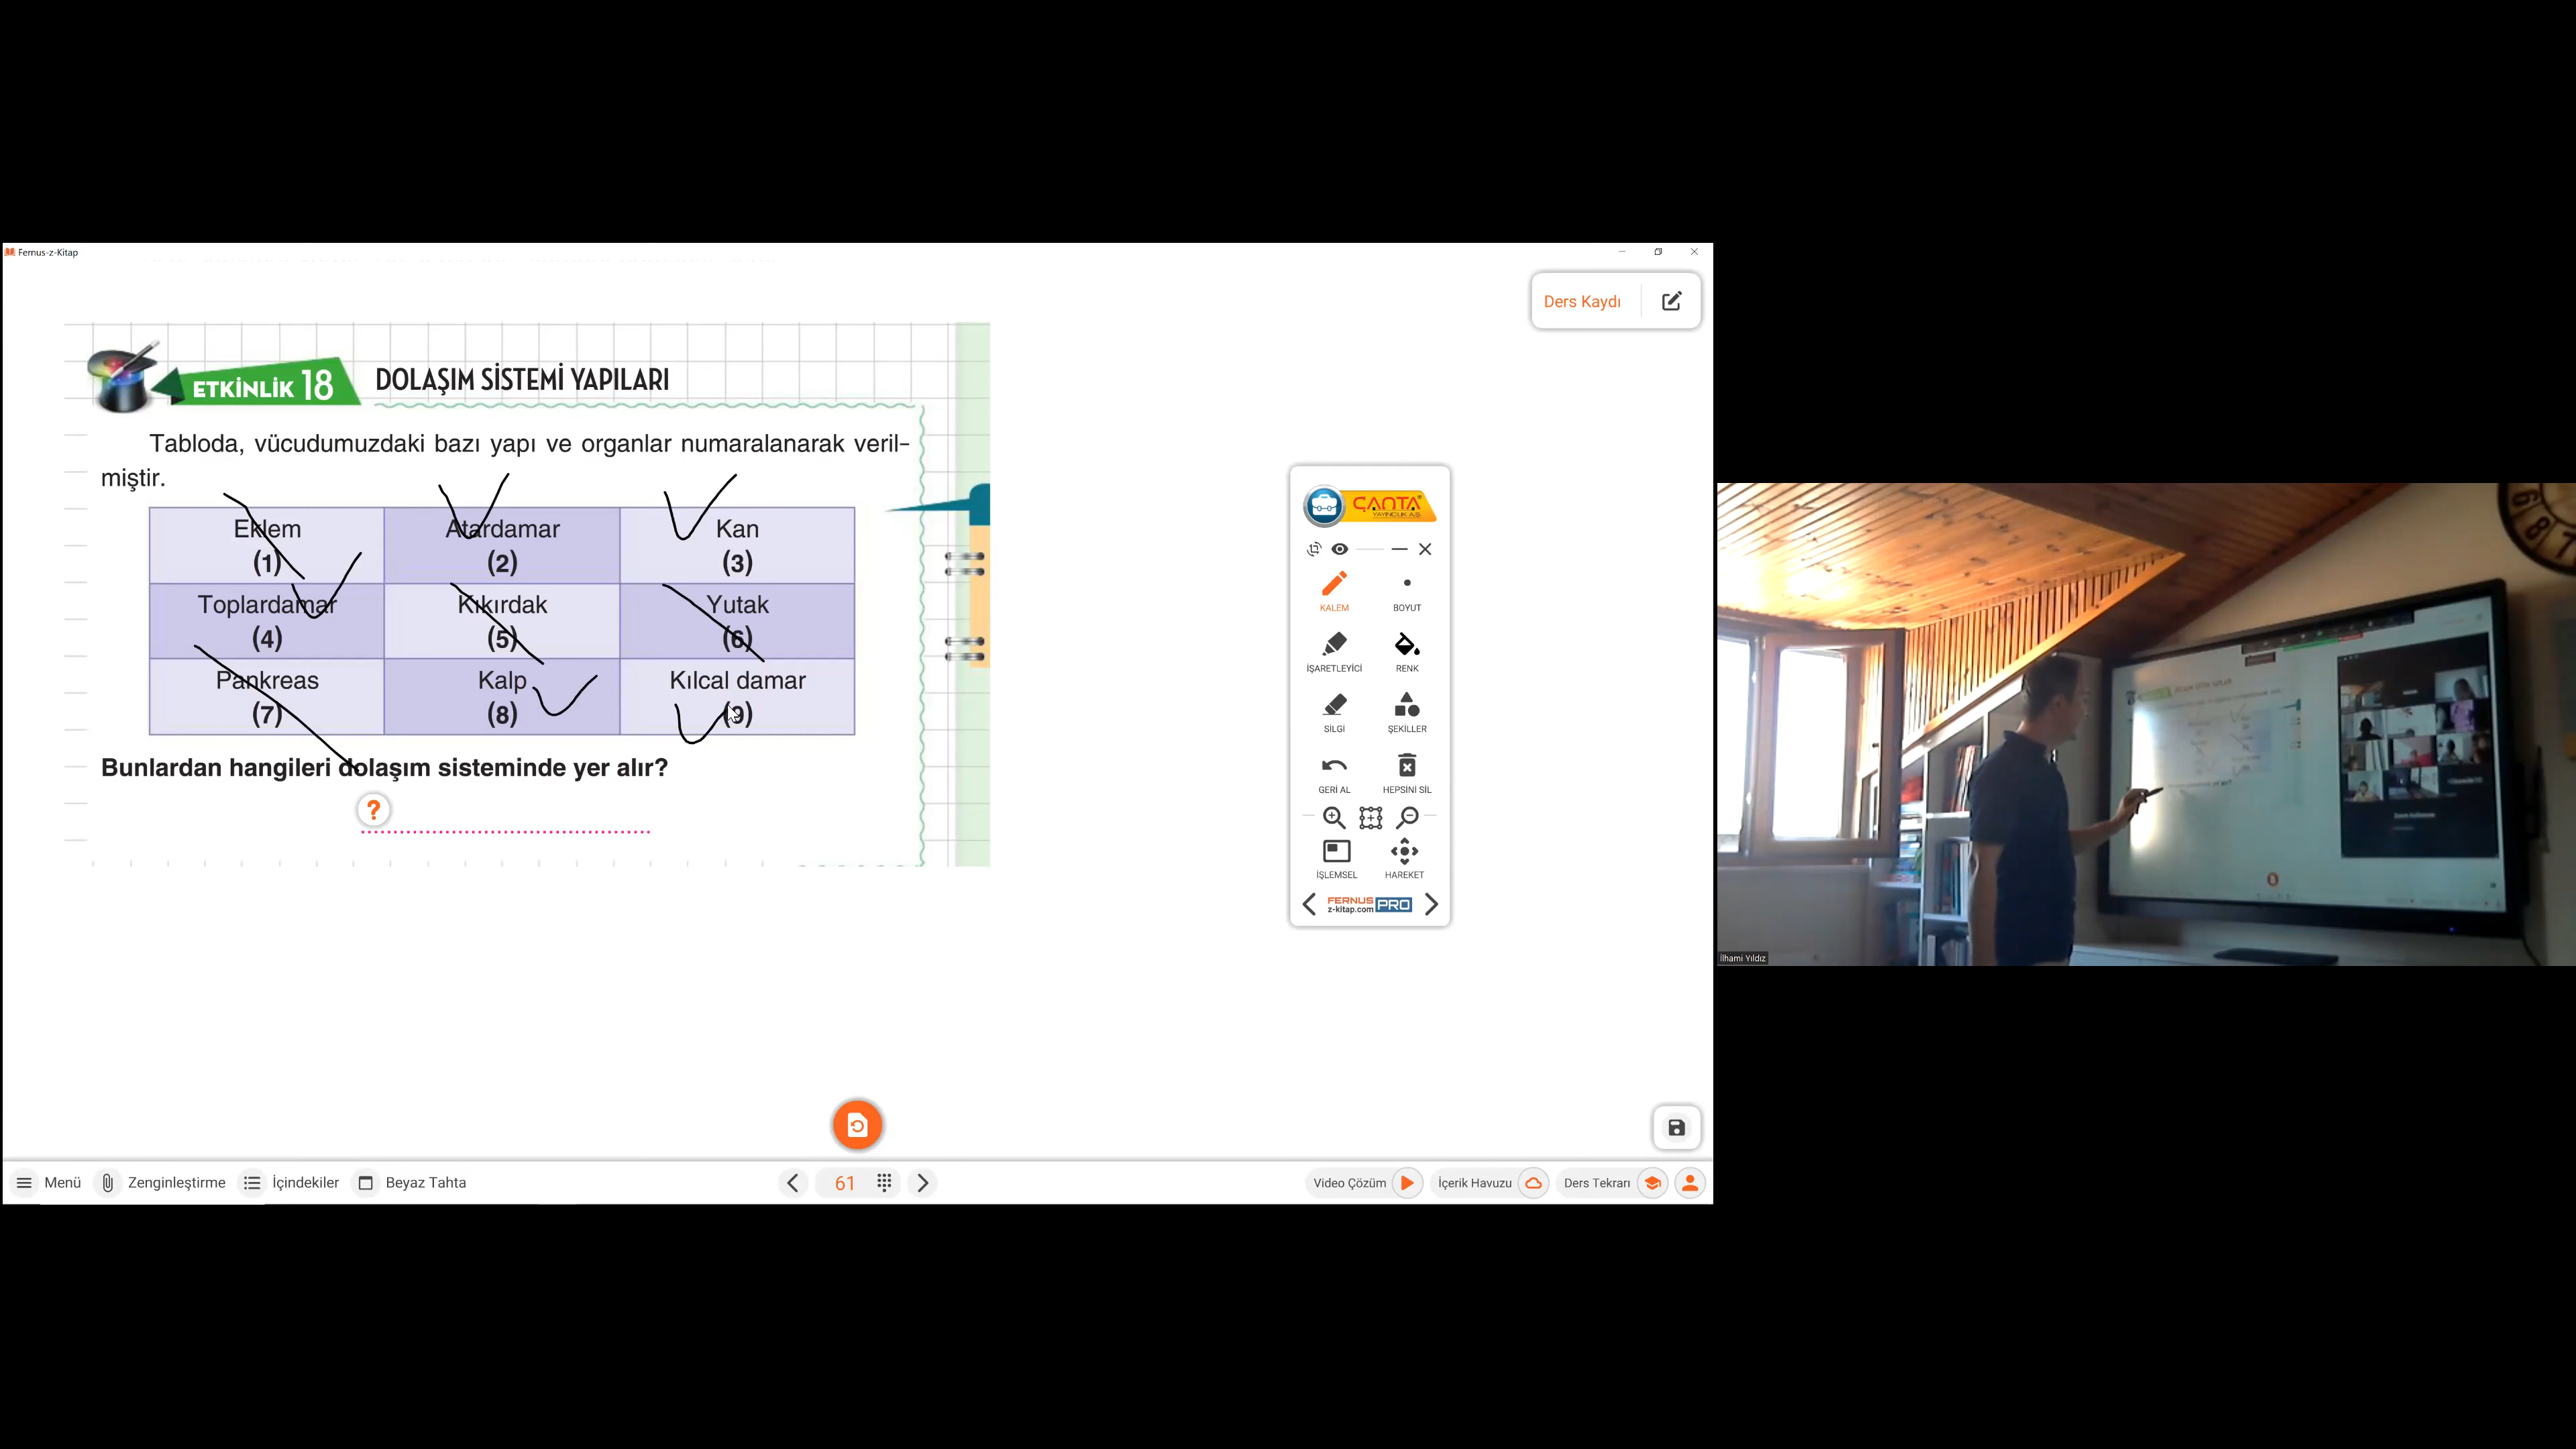 Fernus-z-Kitap
Ders Kaydı
ETKİNLİK 18
DOLAŞIM SİSTEMİ YAPILARI
Tabloda, vücudumuzdaki bazı yapı ve organlar numaralanarak veril-
miştir.
Eklem
(1)
Atardamar
(2)
Kan
(3)
Toplardamar
(4)
Kıkırdak
(5)
Yutak
(6)
Pankreas
(7)
Kalp
(8)
Kılcal damar
(9)
Bunlardan hangileri dolaşım sisteminde yer alır?
?
ÇANTA
YAYINCILIK A.Ş.
KALEM
BOYUT
İŞARETLEYİCİ
RENK
SİLGİ
ŞEKİLLER
GERİ AL
HEPSİNİ SİL
İŞLEMSEL
HAREKET
FERNUS
z-kitap.com
PRO
İlhami Yıldız
Menü
Zenginleştirme
İçindekiler
Beyaz Tahta
61
Video Çözüm
İçerik Havuzu
Ders Tekrarı